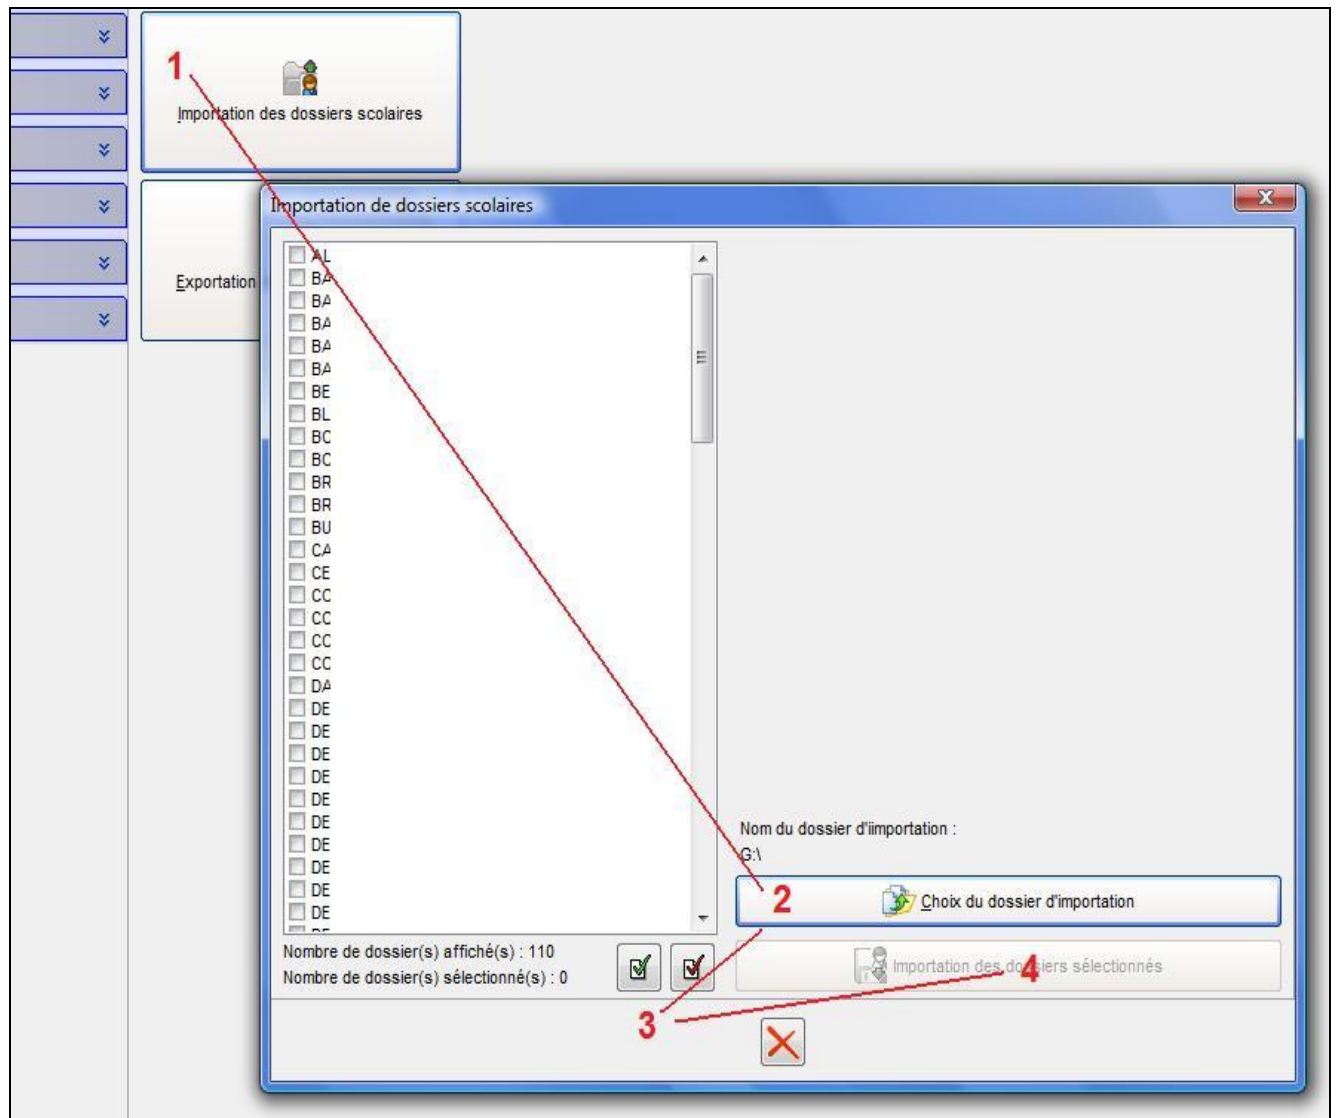 1
Importation des dossiers scolaires
Importation de dossiers scolaires
Exportation
AL
BA
BA
BA
BA
BA
BE
BL
BC
BC
BR
BR
BU
CA
CE
CC
CC
CC
CC
DA
DE
DE
DE
DE
DE
DE
DE
DE
DE
DE
Nom du dossier d'iimportation :
G:\
2
Choix du dossier d'importation
Nombre de dossier(s) affiché(s) : 110
Nombre de dossier(s) sélectionné(s) : 0
Importation des dossiers sélectionnés
4
3